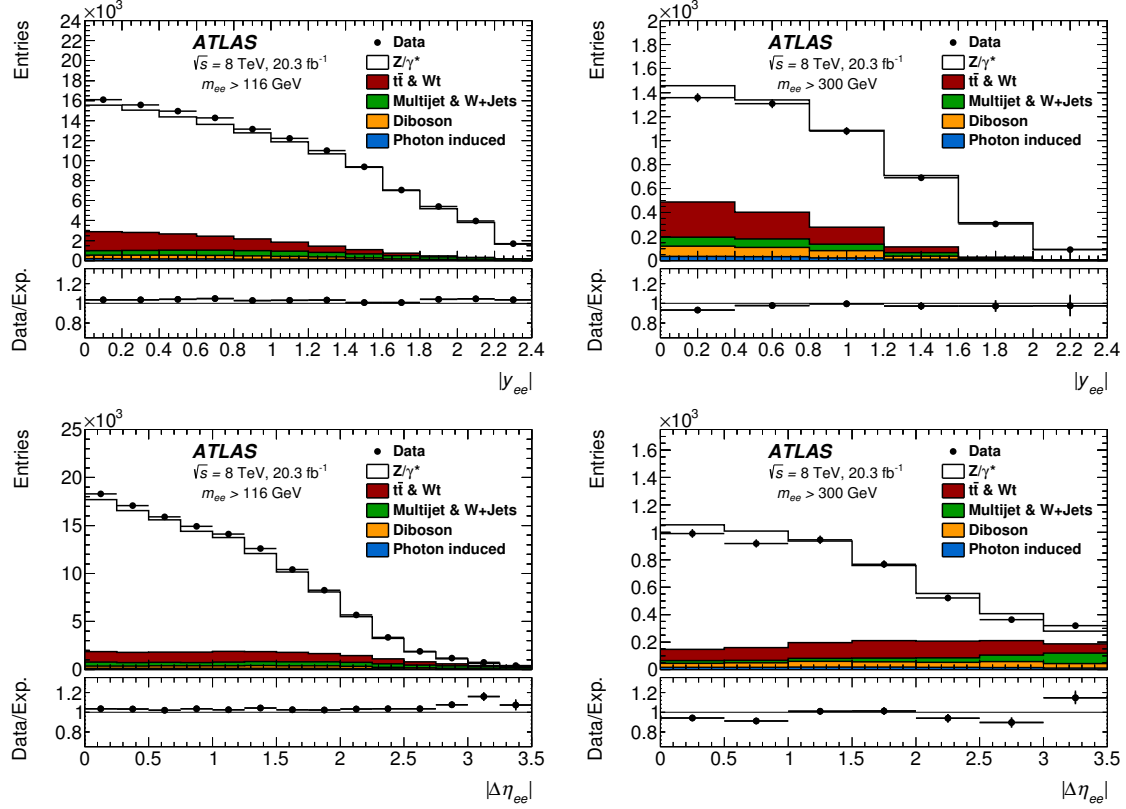 ×10³
Entries
24
22
20
18
16
14
12
10
8
6
4
2
0
ATLAS
√s = 8 TeV, 20.3 fb⁻¹
m_ee > 116 GeV
Data
Z/γ*
tt̄ & Wt
Multijet & W+Jets
Diboson
Photon induced
Data/Exp.
1.2
1
0.8
0 0.2 0.4 0.6 0.8 1 1.2 1.4 1.6 1.8 2 2.2 2.4
|y_ee|
×10³
Entries
2
1.8
1.6
1.4
1.2
1
0.8
0.6
0.4
0.2
0
ATLAS
√s = 8 TeV, 20.3 fb⁻¹
m_ee > 300 GeV
Data
Z/γ*
tt̄ & Wt
Multijet & W+Jets
Diboson
Photon induced
Data/Exp.
1.2
1
0.8
0 0.2 0.4 0.6 0.8 1 1.2 1.4 1.6 1.8 2 2.2 2.4
|y_ee|
×10³
Entries
25
20
15
10
5
0
ATLAS
√s = 8 TeV, 20.3 fb⁻¹
m_ee > 116 GeV
Data
Z/γ*
tt̄ & Wt
Multijet & W+Jets
Diboson
Photon induced
Data/Exp.
1.2
1
0.8
0 0.5 1 1.5 2 2.5 3 3.5
|Δη_ee|
×10³
Entries
1.6
1.4
1.2
1
0.8
0.6
0.4
0.2
0
ATLAS
√s = 8 TeV, 20.3 fb⁻¹
m_ee > 300 GeV
Data
Z/γ*
tt̄ & Wt
Multijet & W+Jets
Diboson
Photon induced
Data/Exp.
1.2
1
0.8
0 0.5 1 1.5 2 2.5 3 3.5
|Δη_ee|